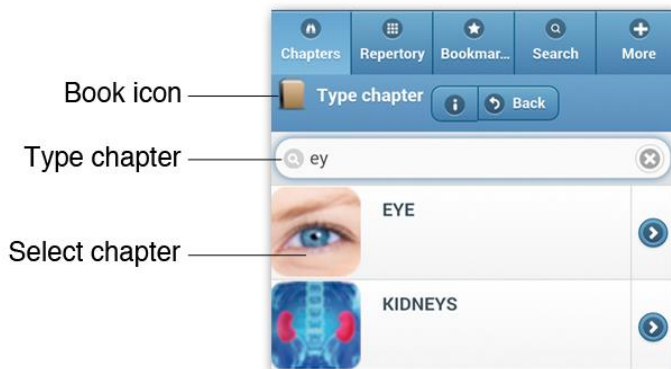 Chapters Repertory Bookmar... Search More
Book icon
Type chapter
Back
Type chapter
ey
EYE
Select chapter
KIDNEYS